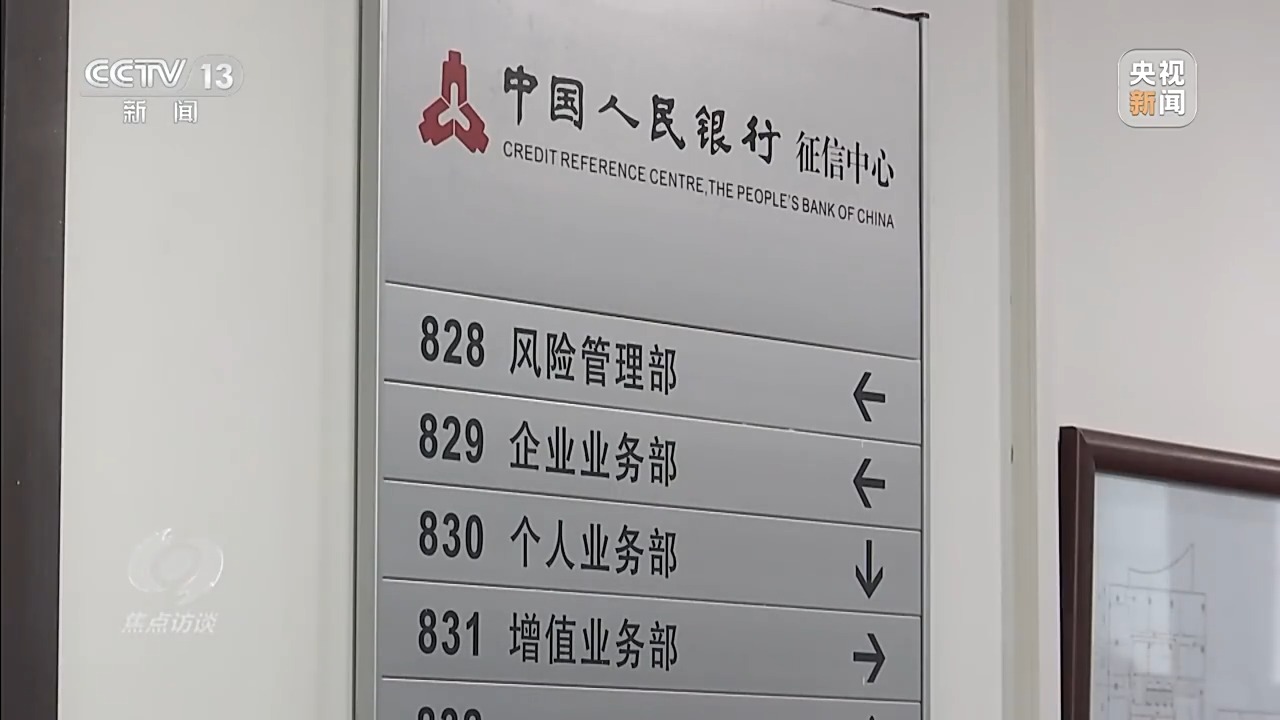 CCTV 13
新闻
央视
新闻
中国人民银行 征信中心
CREDIT REFERENCE CENTRE,THE PEOPLE'S BANK OF CHINA
828 风险管理部 ←
829 企业业务部 ←
830 个人业务部 ↓
831 增值业务部 →
焦点访谈